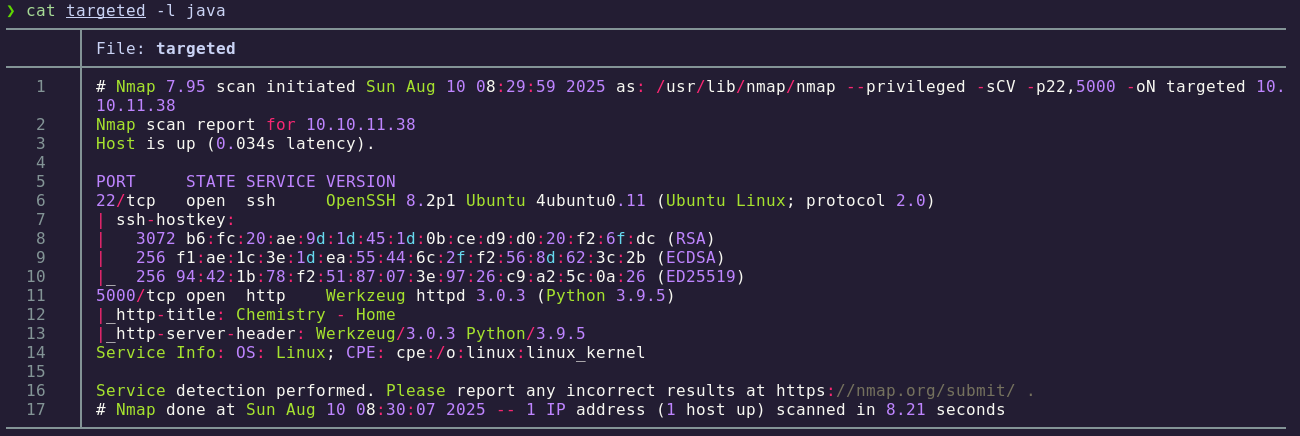 ❯ cat targeted -l java
File: targeted
1 # Nmap 7.95 scan initiated Sun Aug 10 08:29:59 2025 as: /usr/lib/nmap/nmap --privileged -sCV -p22,5000 -oN targeted 10.
10.11.38
2 Nmap scan report for 10.10.11.38
3 Host is up (0.034s latency).
4
5 PORT     STATE SERVICE VERSION
6 22/tcp   open  ssh     OpenSSH 8.2p1 Ubuntu 4ubuntu0.11 (Ubuntu Linux; protocol 2.0)
7 | ssh-hostkey:
8 |   3072 b6:fc:20:ae:9d:1d:45:1d:0b:ce:d9:d0:20:f2:6f:dc (RSA)
9 |   256 f1:ae:1c:3e:1d:ea:55:44:6c:2f:f2:56:8d:62:3c:2b (ECDSA)
10 |_  256 94:42:1b:78:f2:51:87:07:3e:97:26:c9:a2:5c:0a:26 (ED25519)
11 5000/tcp open  http    Werkzeug httpd 3.0.3 (Python 3.9.5)
12 |_http-title: Chemistry - Home
13 |_http-server-header: Werkzeug/3.0.3 Python/3.9.5
14 Service Info: OS: Linux; CPE: cpe:/o:linux:linux_kernel
15
16 Service detection performed. Please report any incorrect results at https://nmap.org/submit/ .
17 # Nmap done at Sun Aug 10 08:30:07 2025 -- 1 IP address (1 host up) scanned in 8.21 seconds